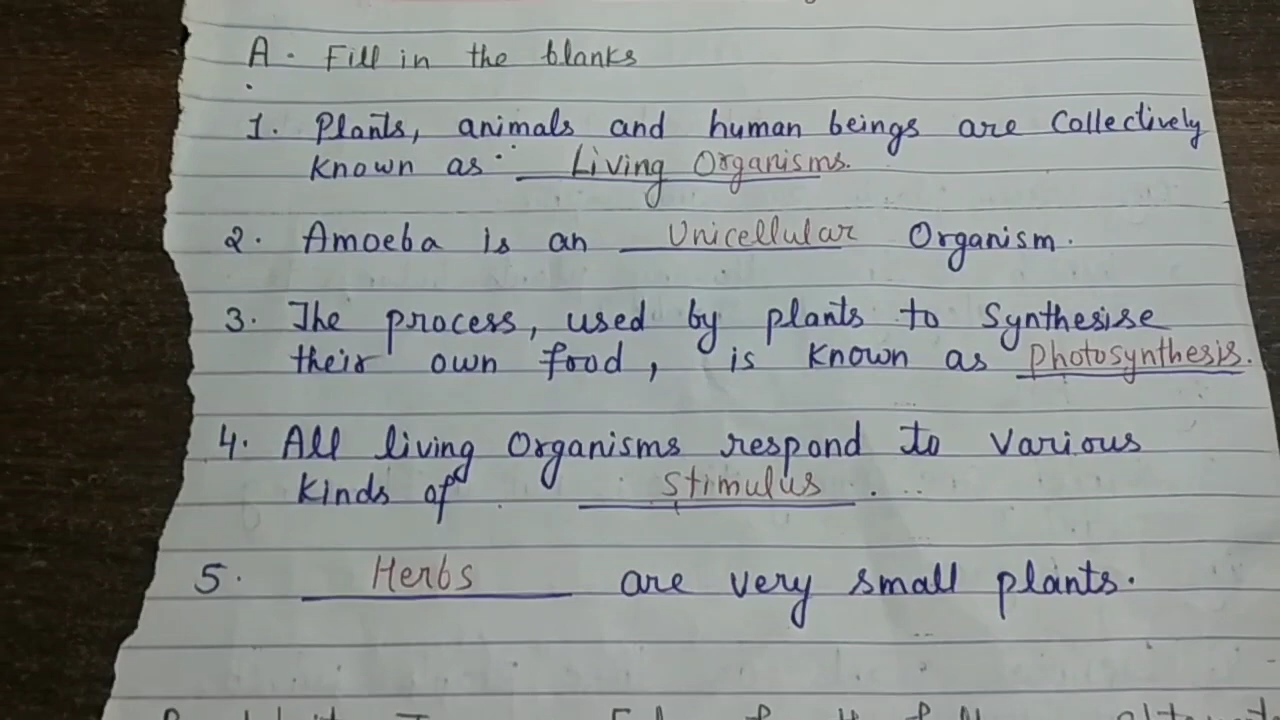 A. Fill in the blanks
1. Plants, animals and human beings are Collectively
known as Living Organisms.
2. Amoeba is an Unicellular Organism.
3. The process, used by plants to Synthesise
their own food, is known as Photosynthesis.
4. All living Organisms respond to Various
Kinds of Stimulus.
5. Herbs are very small plants.